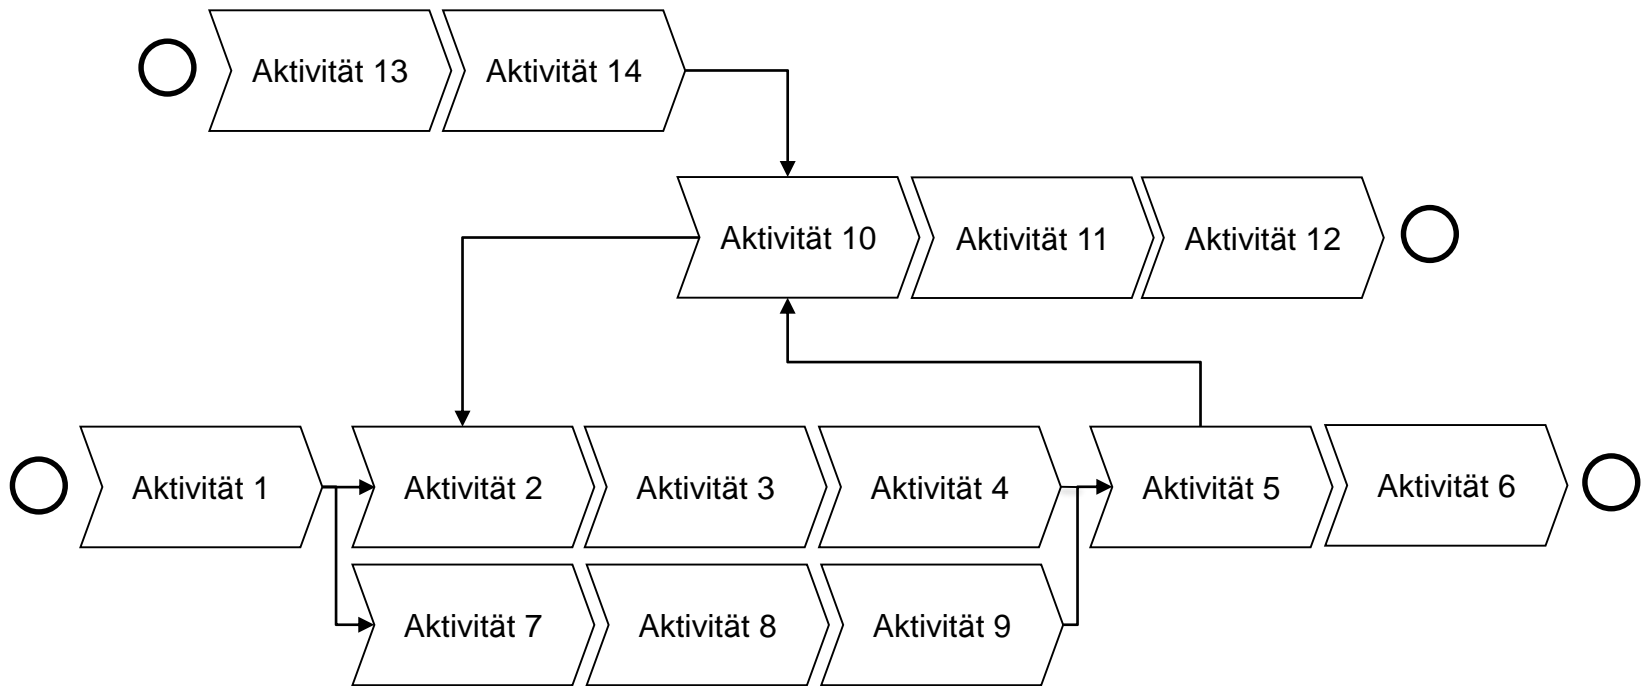 Aktivität 13
Aktivität 14
Aktivität 10
Aktivität 11
Aktivität 12
Aktivität 1
Aktivität 2
Aktivität 3
Aktivität 4
Aktivität 5
Aktivität 6
Aktivität 7
Aktivität 8
Aktivität 9